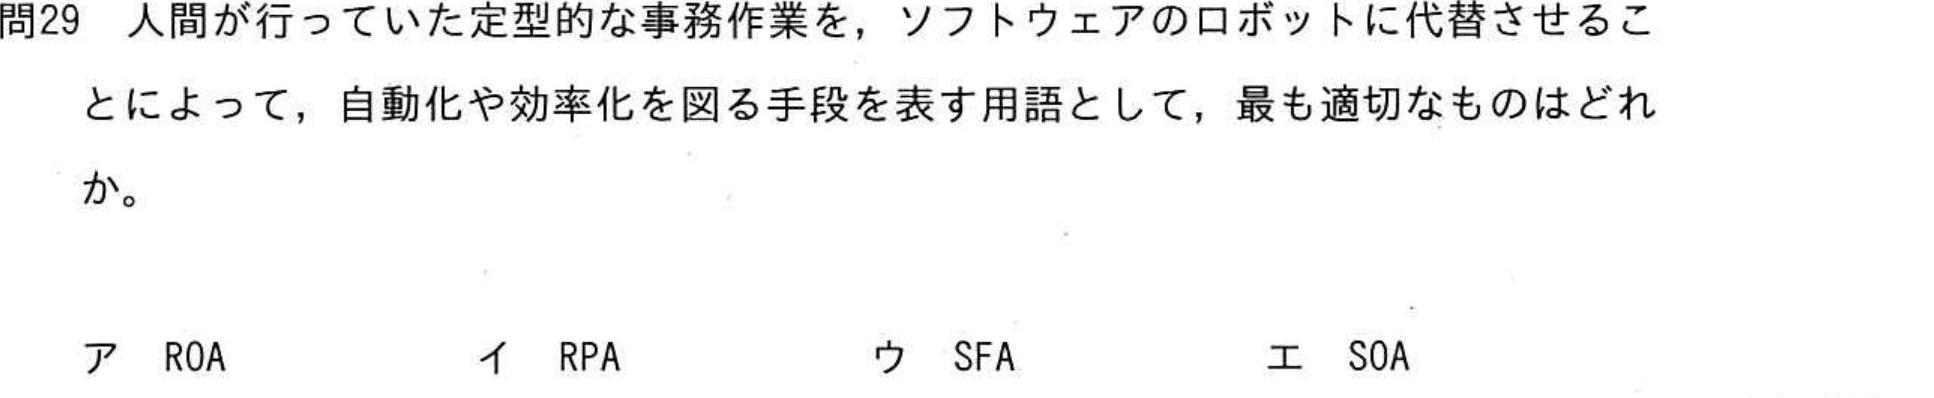 問29　人間が行っていた定型的な事務作業を，ソフトウェアのロボットに代替させるこ
とによって，自動化や効率化を図る手段を表す用語として，最も適切なものはどれ
か。
ア　ROA　イ　RPA　ウ　SFA　エ　SOA